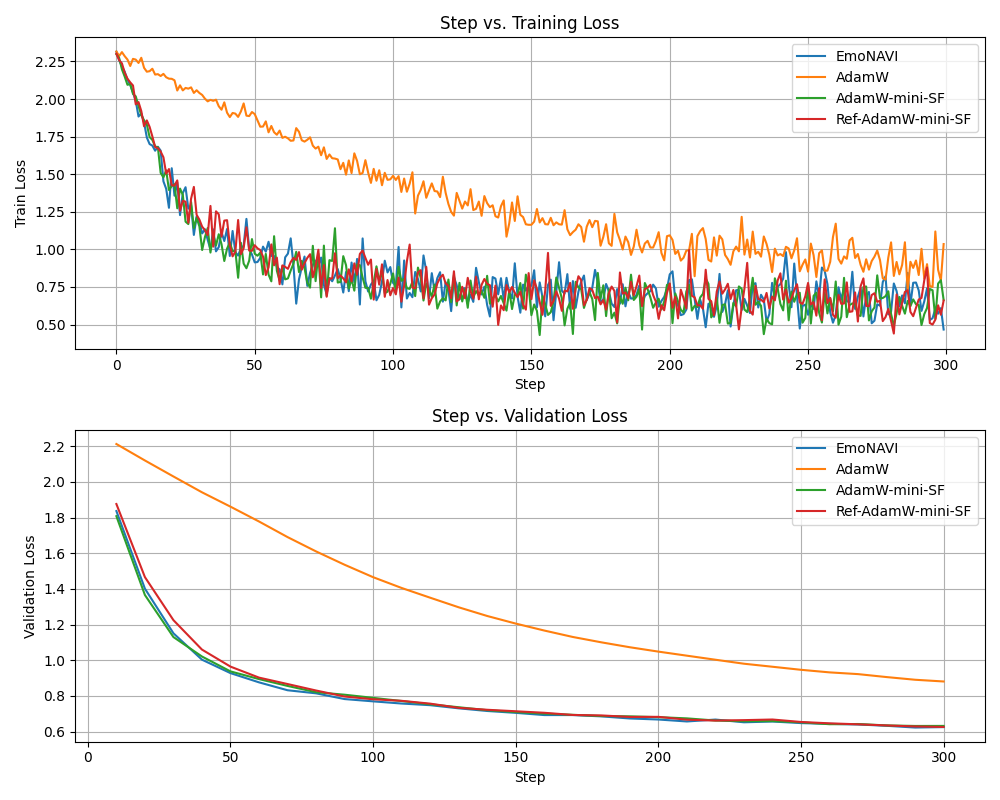 Step vs. Training Loss
Train Loss
2.25
2.00
1.75
1.50
1.25
1.00
0.75
0.50
EmoNAVI
AdamW
AdamW-mini-SF
Ref-AdamW-mini-SF
0 50 100 150 200 250 300
Step
Step vs. Validation Loss
Validation Loss
2.2
2.0
1.8
1.6
1.4
1.2
1.0
0.8
0.6
EmoNAVI
AdamW
AdamW-mini-SF
Ref-AdamW-mini-SF
0 50 100 150 200 250 300
Step